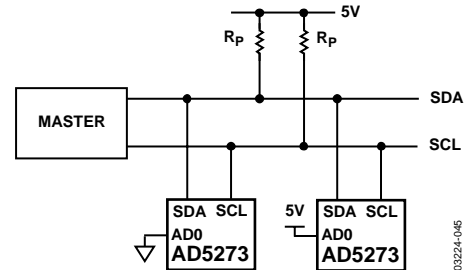 5V
RP RP
SDA
MASTER
SCL
SDA SCL 5V SDA SCL
AD0 AD0
AD5273 AD5273
03224-045